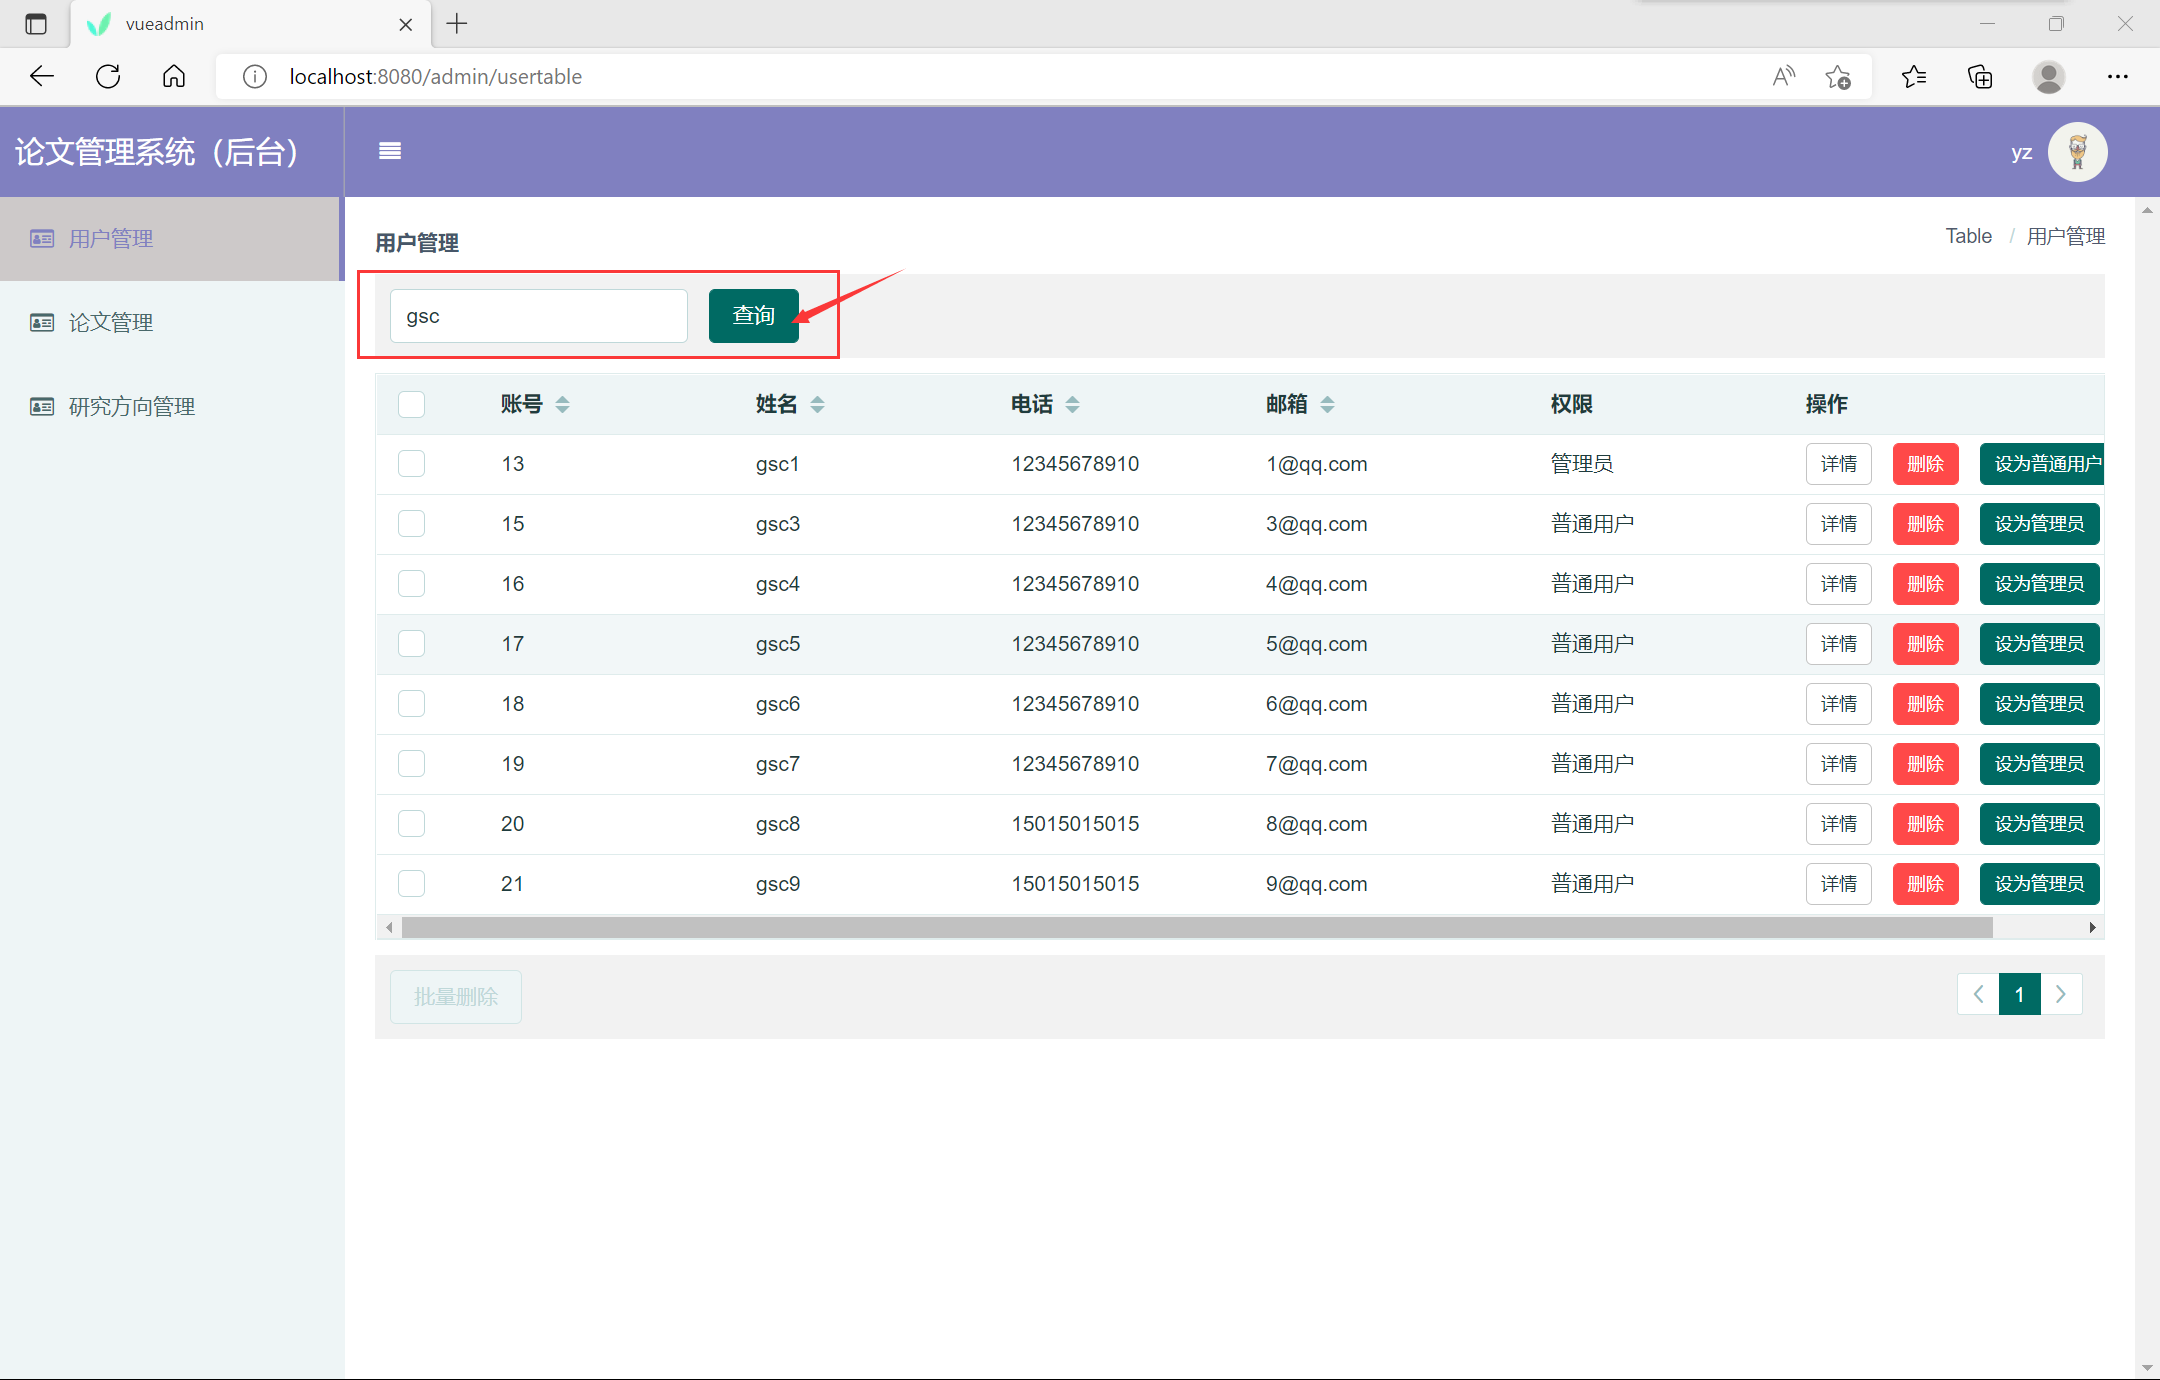 vueadmin
localhost:8080/admin/usertable
论文管理系统（后台）
yz
用户管理
论文管理
研究方向管理
用户管理
Table / 用户管理
gsc 查询
账号 姓名 电话 邮箱 权限 操作
13 gsc1 12345678910 1@qq.com 管理员 详情 删除 设为普通用户
15 gsc3 12345678910 3@qq.com 普通用户 详情 删除 设为管理员
16 gsc4 12345678910 4@qq.com 普通用户 详情 删除 设为管理员
17 gsc5 12345678910 5@qq.com 普通用户 详情 删除 设为管理员
18 gsc6 12345678910 6@qq.com 普通用户 详情 删除 设为管理员
19 gsc7 12345678910 7@qq.com 普通用户 详情 删除 设为管理员
20 gsc8 15015015015 8@qq.com 普通用户 详情 删除 设为管理员
21 gsc9 15015015015 9@qq.com 普通用户 详情 删除 设为管理员
批量删除
1